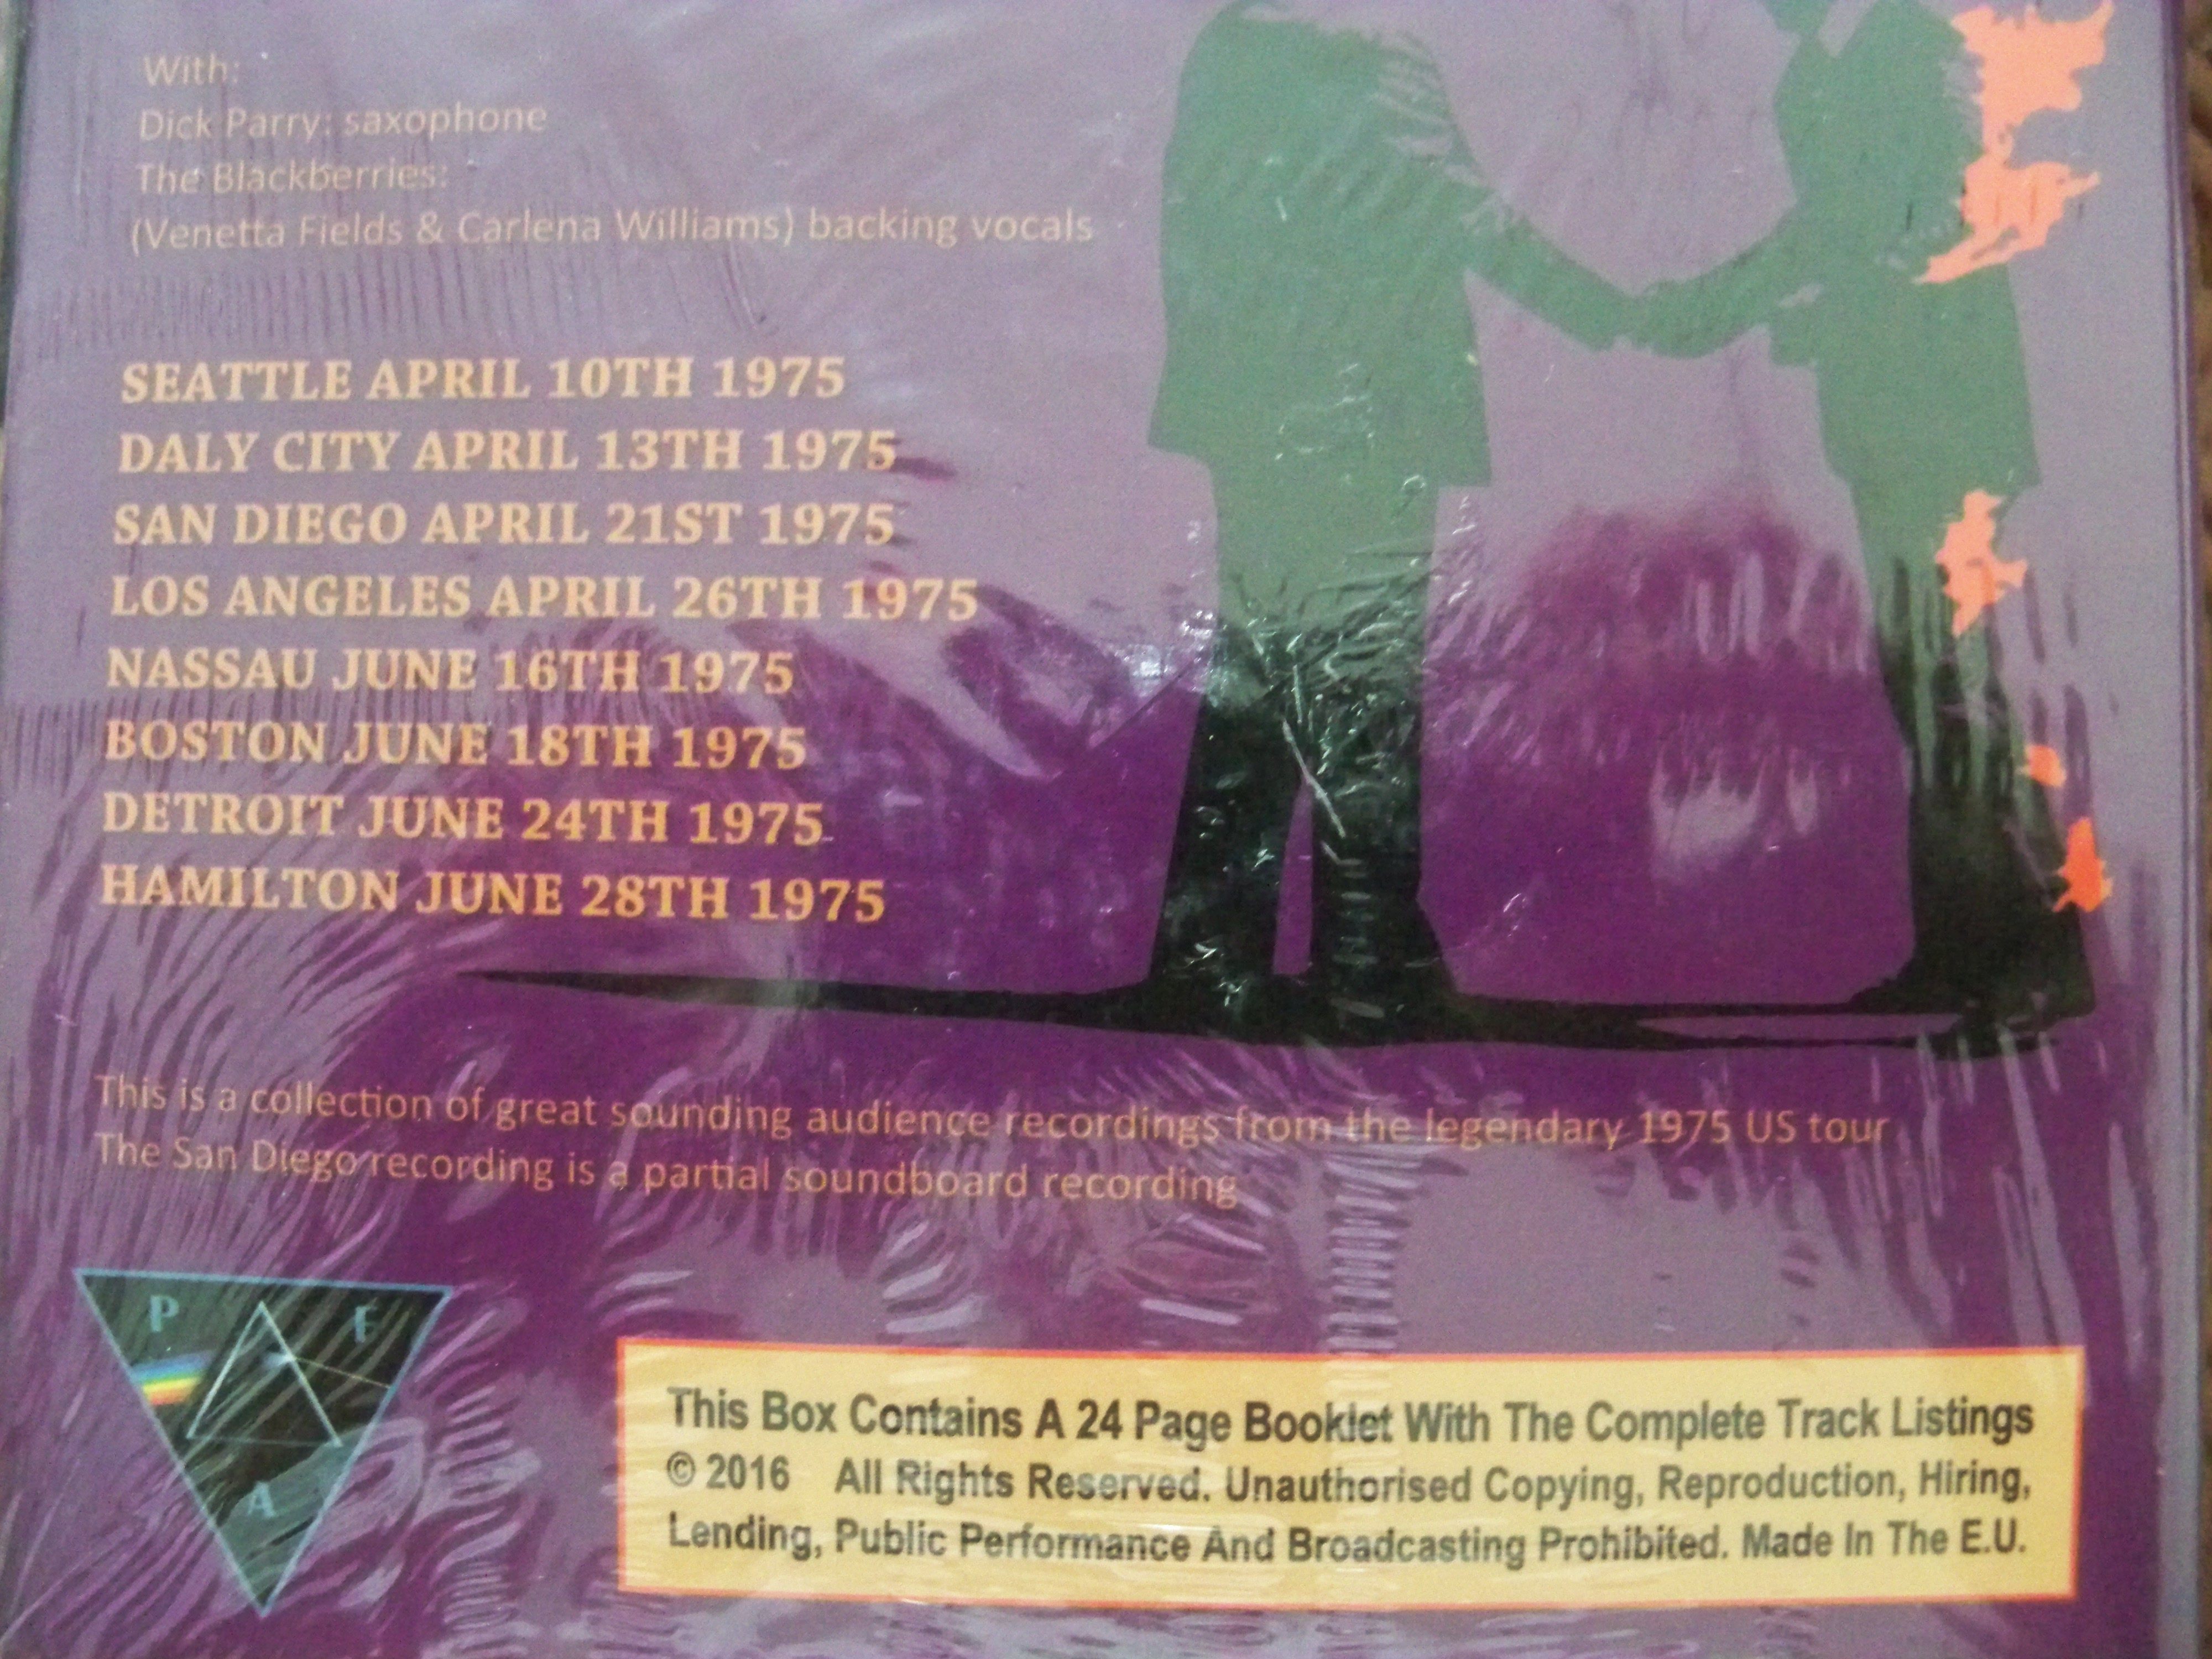 With:
Dick Parry: saxophone
The Blackberries:
(Venetta Fields & Carlena Williams) backing vocals
SEATTLE APRIL 10TH 1975
DALY CITY APRIL 13TH 1975
SAN DIEGO APRIL 21ST 1975
LOS ANGELES APRIL 26TH 1975
NASSAU JUNE 16TH 1975
BOSTON JUNE 18TH 1975
DETROIT JUNE 24TH 1975
HAMILTON JUNE 28TH 1975
This is a collection of great sounding audience recordings from the legendary 1975 US tour
The San Diego recording is a partial soundboard recording
P F
A
This Box Contains A 24 Page Booklet With The Complete Track Listings
© 2016 All Rights Reserved. Unauthorised Copying, Reproduction, Hiring,
Lending, Public Performance And Broadcasting Prohibited. Made In The E.U.